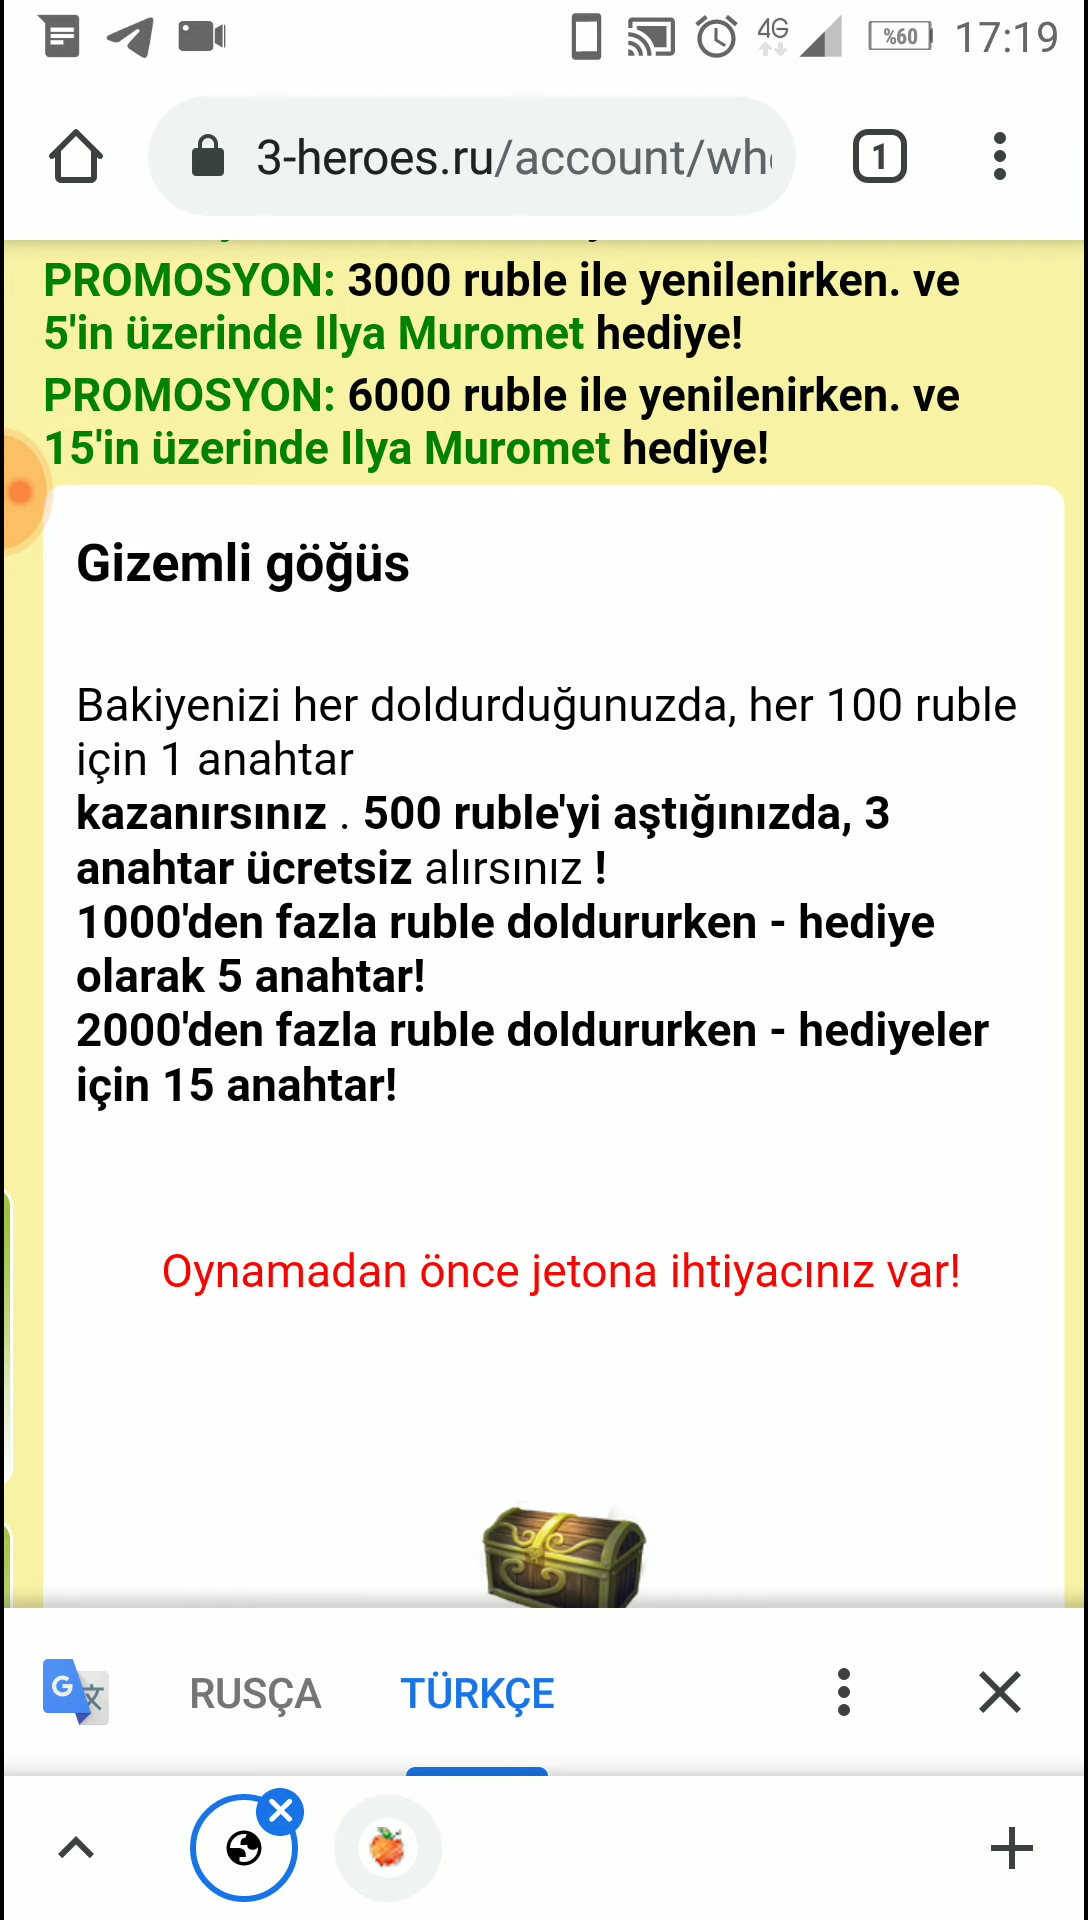 4G
%60
17:19
3-heroes.ru/account/wh
1
PROMOSYON: 3000 ruble ile yenilenirken. ve
5'in üzerinde Ilya Muromet hediye!
PROMOSYON: 6000 ruble ile yenilenirken. ve
15'in üzerinde Ilya Muromet hediye!
Gizemli göğüs
Bakiyenizi her doldurduğunuzda, her 100 ruble
için 1 anahtar
kazanırsınız . 500 ruble'yi aştığınızda, 3
anahtar ücretsiz alırsınız !
1000'den fazla ruble doldururken - hediye
olarak 5 anahtar!
2000'den fazla ruble doldururken - hediyeler
için 15 anahtar!
Oynamadan önce jetona ihtiyacınız var!
G 文
RUSÇA
TÜRKÇE